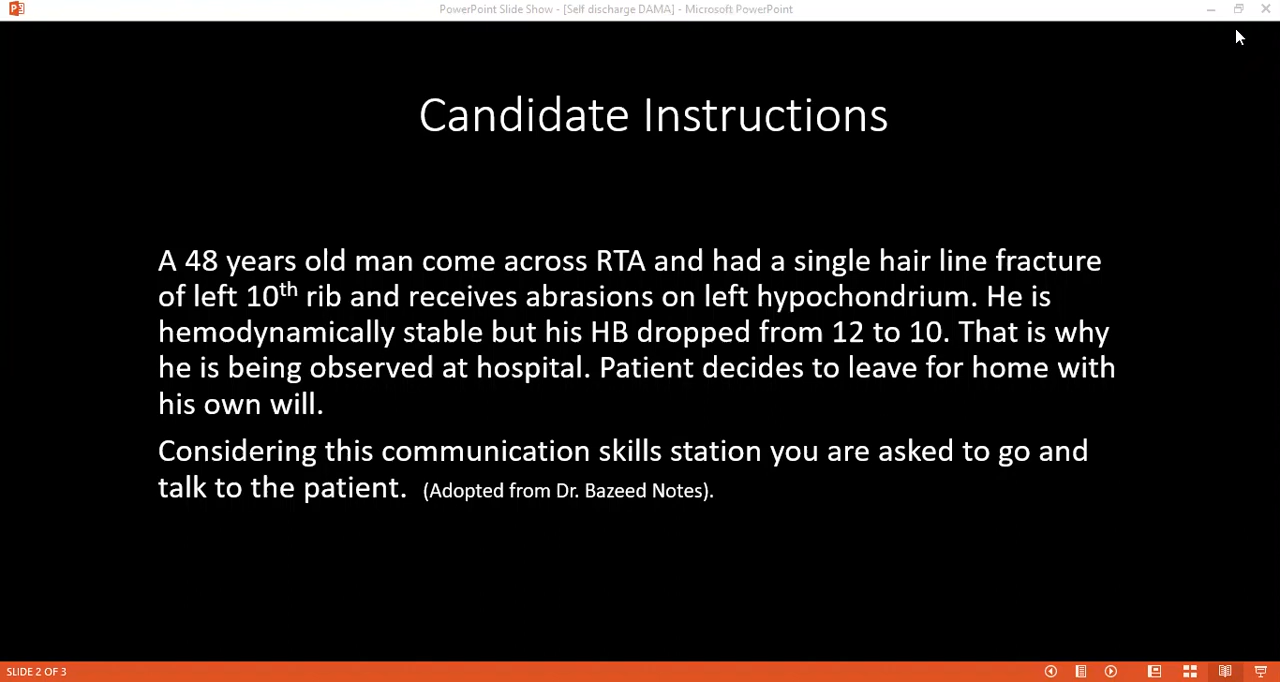 PowerPoint Slide Show - [Self discharge DAMA] - Microsoft PowerPoint
Candidate Instructions
A 48 years old man come across RTA and had a single hair line fracture
of left 10th rib and receives abrasions on left hypochondrium. He is
hemodynamically stable but his HB dropped from 12 to 10. That is why
he is being observed at hospital. Patient decides to leave for home with
his own will.
Considering this communication skills station you are asked to go and
talk to the patient. (Adopted from Dr. Bazeed Notes).
SLIDE 2 OF 3